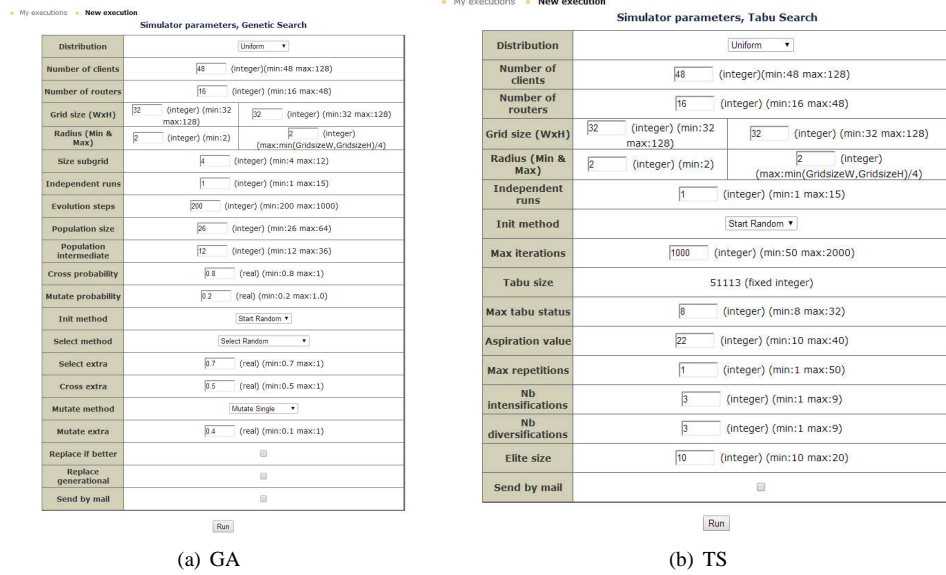 My executions New execution
Simulator parameters, Genetic Search
Distribution Uniform
Number of clients 48 (integer)(min:48 max:128)
Number of routers 16 (integer) (min:16 max:48)
Grid size (WxH) 32 (integer) (min:32 max:128) 32 (integer) (min:32 max:128)
Radius (Min & Max) 2 (integer) (min:2) 2 (integer) (max:min(GridsizeW,GridsizeH)/4)
Size subgrid 4 (integer) (min:4 max:12)
Independent runs 1 (integer) (min:1 max:15)
Evolution steps 200 (integer) (min:200 max:1000)
Population size 26 (integer) (min:26 max:64)
Population intermediate 12 (integer) (min:12 max:36)
Cross probability 0.8 (real) (min:0.8 max:1)
Mutate probability 0.2 (real) (min:0.2 max:1.0)
Init method Start Random
Select method Select Random
Select extra 0.7 (real) (min:0.7 max:1)
Cross extra 0.5 (real) (min:0.5 max:1)
Mutate method Mutate Single
Mutate extra 0.4 (real) (min:0.1 max:1)
Replace if better
Replace generational
Send by mail
Run
(a) GA
My executions New execution
Simulator parameters, Tabu Search
Distribution Uniform
Number of clients 48 (integer)(min:48 max:128)
Number of routers 16 (integer) (min:16 max:48)
Grid size (WxH) 32 (integer) (min:32 max:128) 32 (integer) (min:32 max:128)
Radius (Min & Max) 2 (integer) (min:2) 2 (integer) (max:min(GridsizeW,GridsizeH)/4)
Independent runs 1 (integer) (min:1 max:15)
Init method Start Random
Max iterations 1000 (integer) (min:50 max:2000)
Tabu size 51113 (fixed integer)
Max tabu status 8 (integer) (min:8 max:32)
Aspiration value 22 (integer) (min:10 max:40)
Max repetitions 1 (integer) (min:1 max:50)
Nb intensifications 3 (integer) (min:1 max:9)
Nb diversifications 3 (integer) (min:1 max:9)
Elite size 10 (integer) (min:10 max:20)
Send by mail
Run
(b) TS